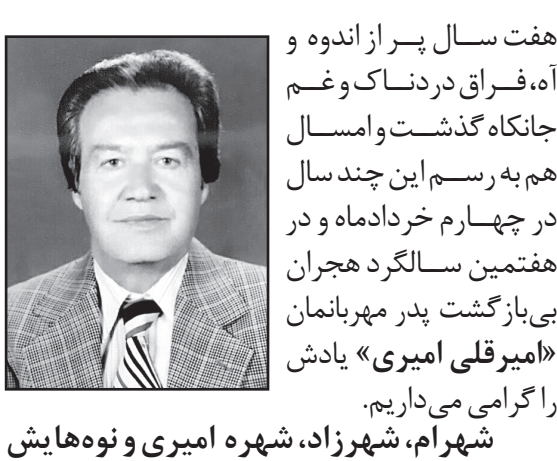 هفت سال پر از اندوه و
آه، فراق دردناک و غم
جانکاه گذشت و امسال
هم به رسم این چند سال
در چهارم خردادماه و در
هفتمین سالگرد هجران
بی‌بازگشت پدر مهربانمان
«امیرقلی امیری» یادش
را گرامی می‌داریم.
شهرام، شهرزاد، شهره امیری و نوه‌هایش